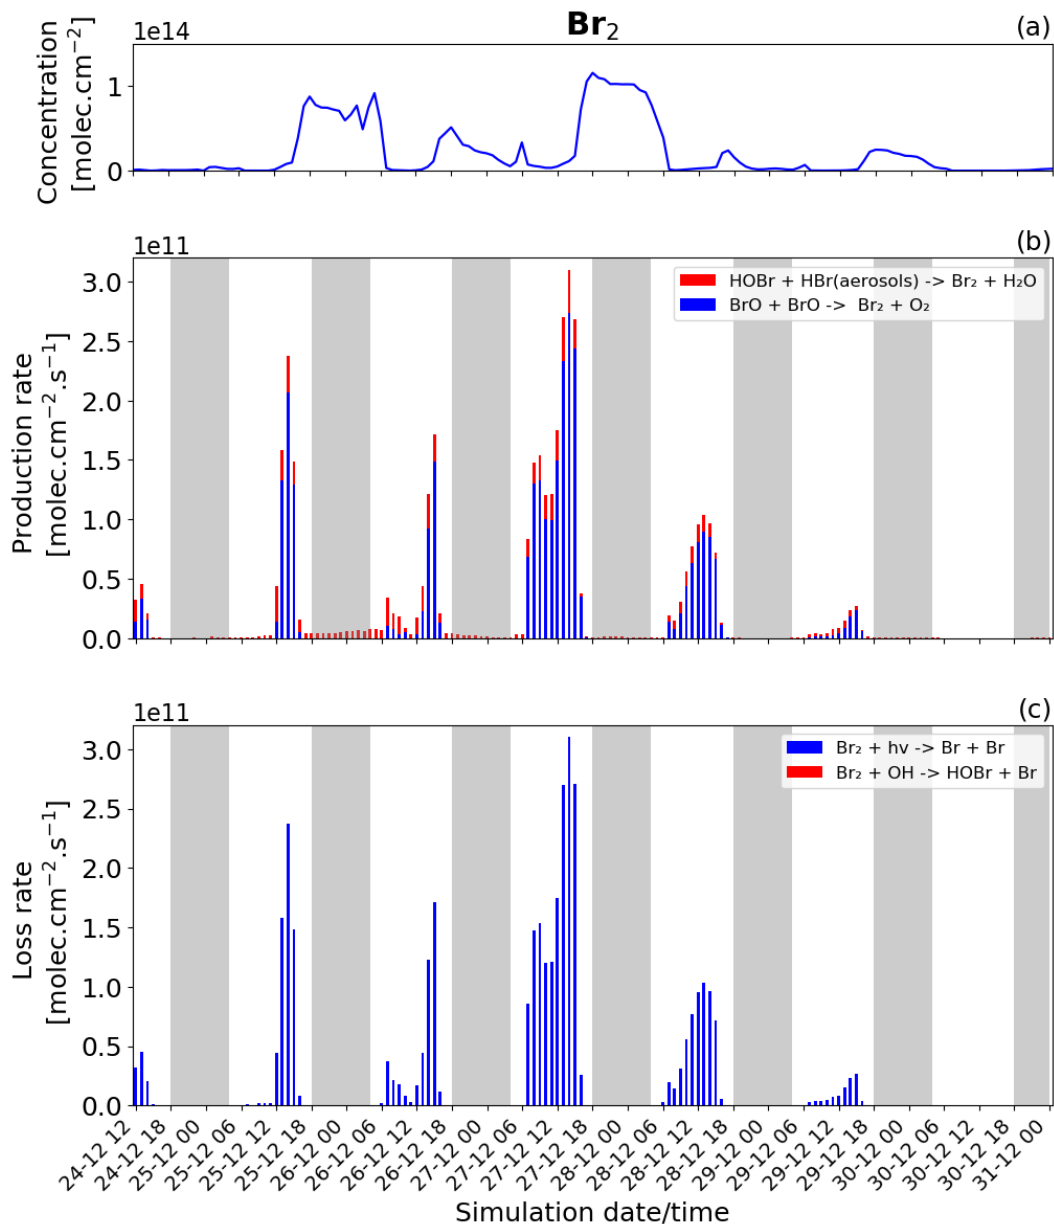 Br₂
(a)
1e14
Concentration
[molec.cm⁻²]
1
0
(b)
1e11
Production rate
[molec.cm⁻².s⁻¹]
3.0
2.5
2.0
1.5
1.0
0.5
0.0
HOBr + HBr(aerosols) -> Br₂ + H₂O
BrO + BrO -> Br₂ + O₂
(c)
1e11
Loss rate
[molec.cm⁻².s⁻¹]
3.0
2.5
2.0
1.5
1.0
0.5
0.0
Br₂ + hν -> Br + Br
Br₂ + OH -> HOBr + Br
24-12 12
24-12 18
25-12 00
25-12 06
25-12 12
25-12 18
26-12 00
26-12 06
26-12 12
26-12 18
27-12 00
27-12 06
27-12 12
27-12 18
28-12 00
28-12 06
28-12 12
28-12 18
29-12 00
29-12 06
29-12 12
29-12 18
30-12 00
30-12 06
30-12 12
30-12 18
31-12 00
Simulation date/time